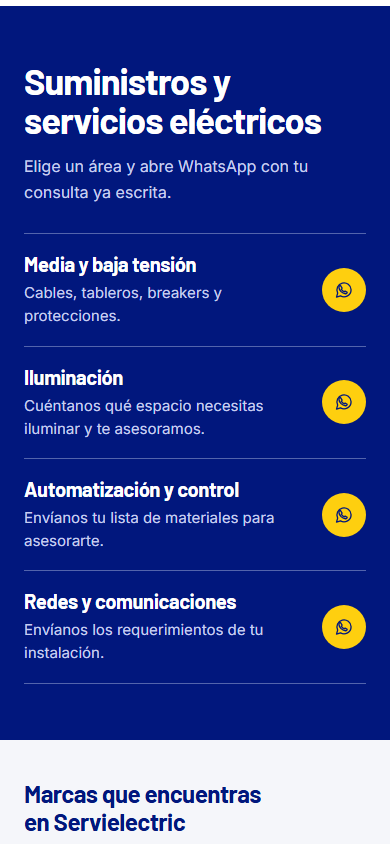 Suministros y
servicios eléctricos
Elige un área y abre WhatsApp con tu
consulta ya escrita.
Media y baja tensión
Cables, tableros, breakers y
protecciones.
Iluminación
Cuéntanos qué espacio necesitas
iluminar y te asesoramos.
Automatización y control
Envíanos tu lista de materiales para
asesorarte.
Redes y comunicaciones
Envíanos los requerimientos de tu
instalación.
Marcas que encuentras
en Servielectric